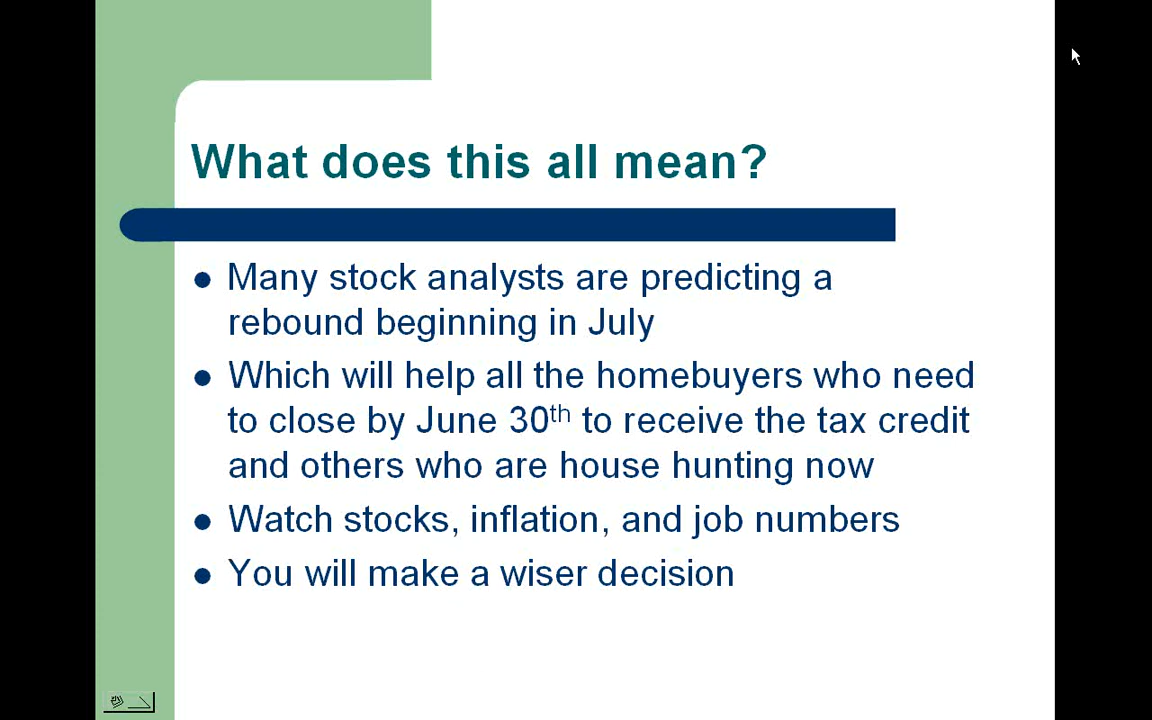 What does this all mean?
Many stock analysts are predicting a
rebound beginning in July
Which will help all the homebuyers who need
to close by June 30th to receive the tax credit
and others who are house hunting now
Watch stocks, inflation, and job numbers
You will make a wiser decision